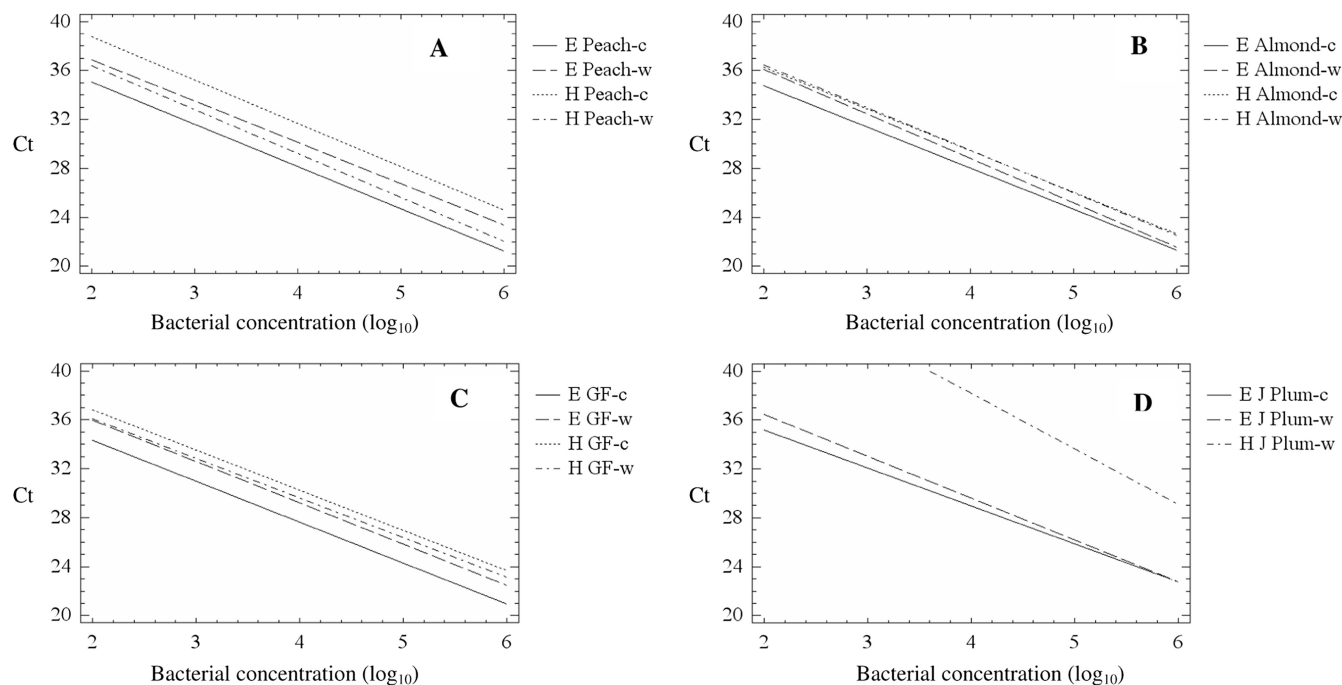 A
40
36
32
28
24
20
Ct
2 3 4 5 6
Bacterial concentration (log10)
E Peach-c
E Peach-w
H Peach-c
H Peach-w
B
40
36
32
28
24
20
Ct
2 3 4 5 6
Bacterial concentration (log10)
E Almond-c
E Almond-w
H Almond-c
H Almond-w
C
40
36
32
28
24
20
Ct
2 3 4 5 6
Bacterial concentration (log10)
E GF-c
E GF-w
H GF-c
H GF-w
D
40
36
32
28
24
20
Ct
2 3 4 5 6
Bacterial concentration (log10)
E J Plum-c
E J Plum-w
H J Plum-w